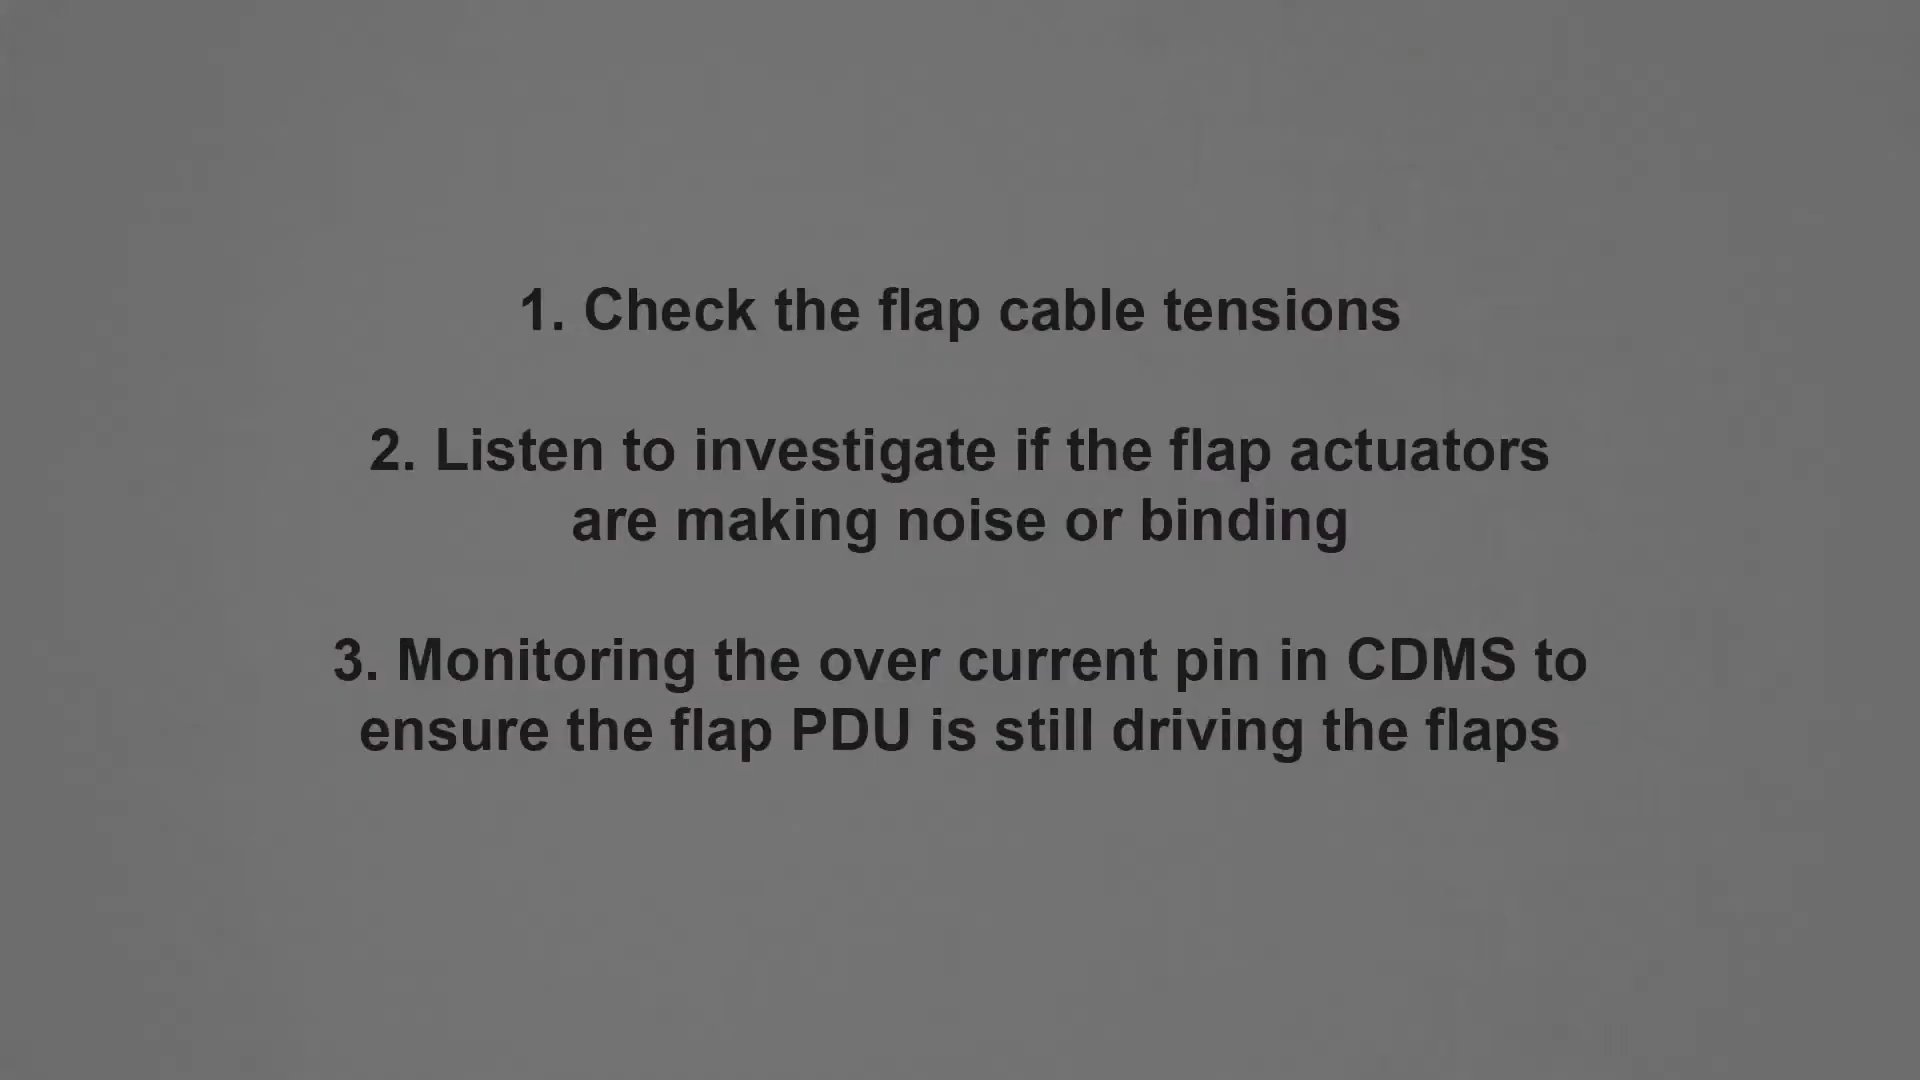 1. Check the flap cable tensions
2. Listen to investigate if the flap actuators
are making noise or binding
3. Monitoring the over current pin in CDMS to
ensure the flap PDU is still driving the flaps